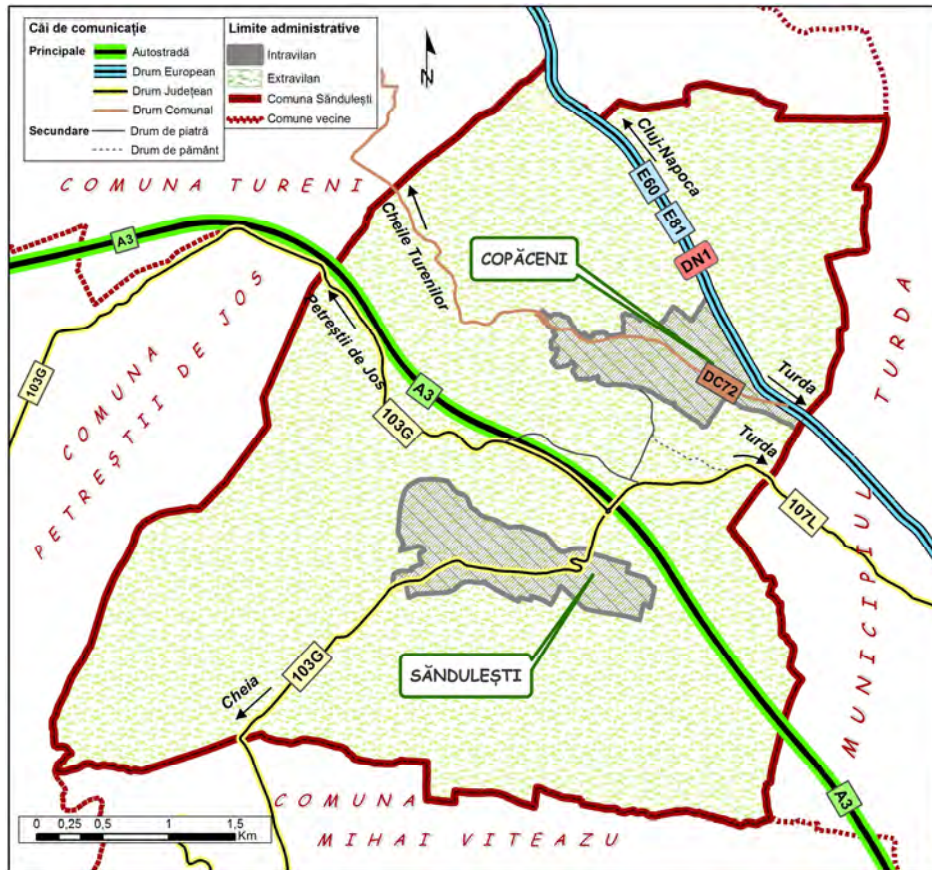 Căi de comunicație
Principale
Autostradă
Drum European
Drum Județean
Drum Comunal
Secundare
Drum de piatră
Drum de pământ
Limite administrative
Intravilan
Extravilan
Comuna Săndulești
Comune vecine
N
COMUNA TURENI
Cluj-Napoca
E60
E81
DN1
A3
Cheile Turenilor
COPĂCENI
COMUNA
PETREȘTII DE JOS
Petreștii de Jos
103G
A3
DC72
Turda
103G
Turda
107L
MUNICIPIUL TURDA
103G
SĂNDULEȘTI
Cheia
A3
COMUNA
MIHAI VITEAZU
0 0,25 0,5 1 1,5
Km